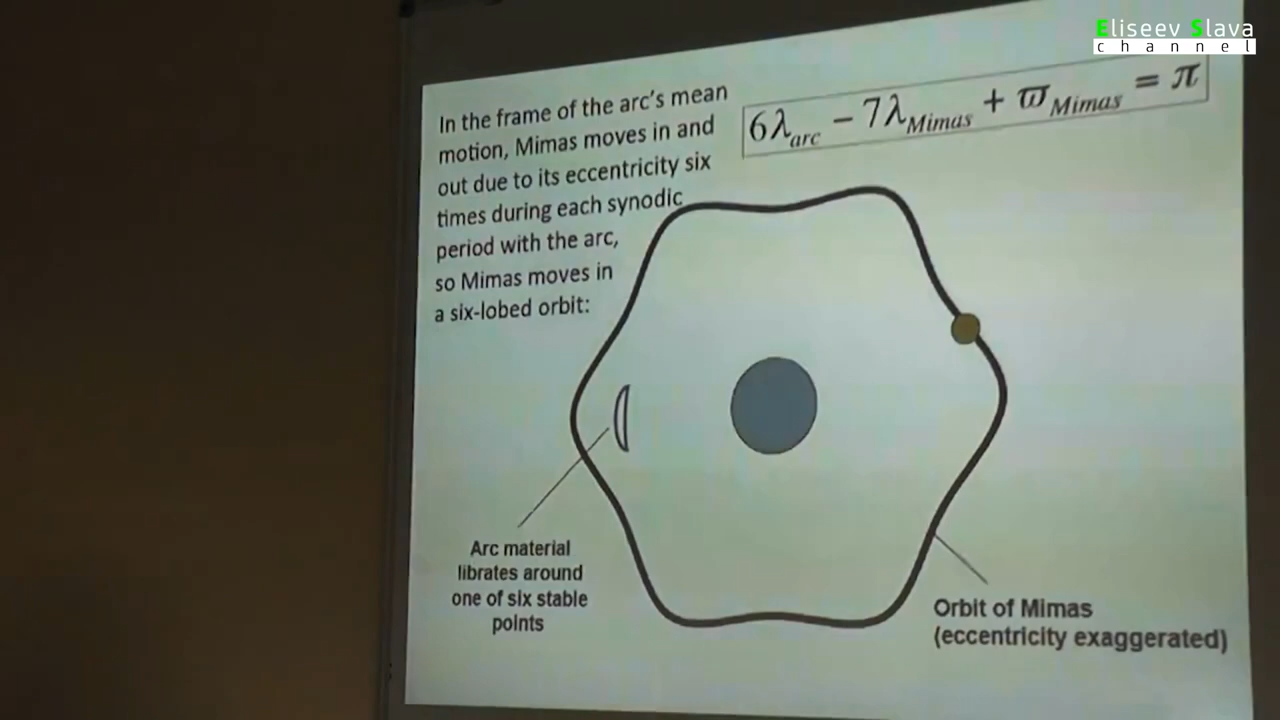 Eliseev Slava
channel
In the frame of the arc's mean
motion, Mimas moves in and
out due to its eccentricity six
times during each synodic
period with the arc,
so Mimas moves in
a six-lobed orbit:
6λarc − 7λMimas + ϖMimas = π
Arc material
librates around
one of six stable
points
Orbit of Mimas
(eccentricity exaggerated)